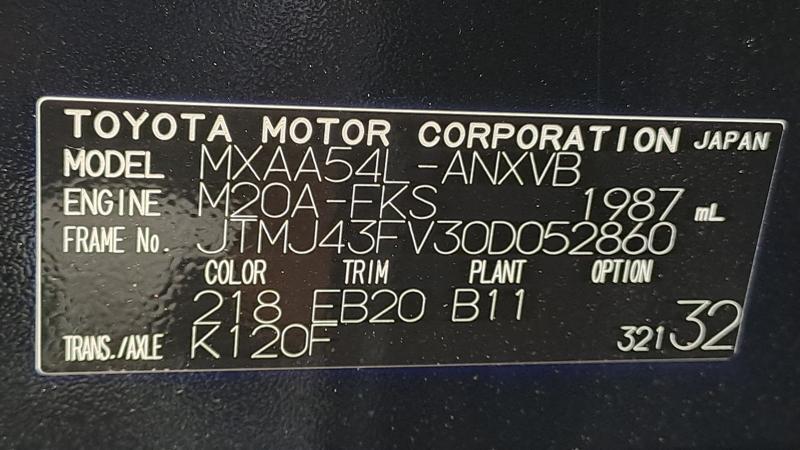 TOYOTA MOTOR CORPORATION JAPAN
MODEL MXAA54L-ANXVB
ENGINE M20A-FKS 1987 mL
FRAME No. JTMJ43FV30D052860
COLOR TRIM PLANT OPTION
218 EB20 B11
TRANS./AXLE K120F 321 32